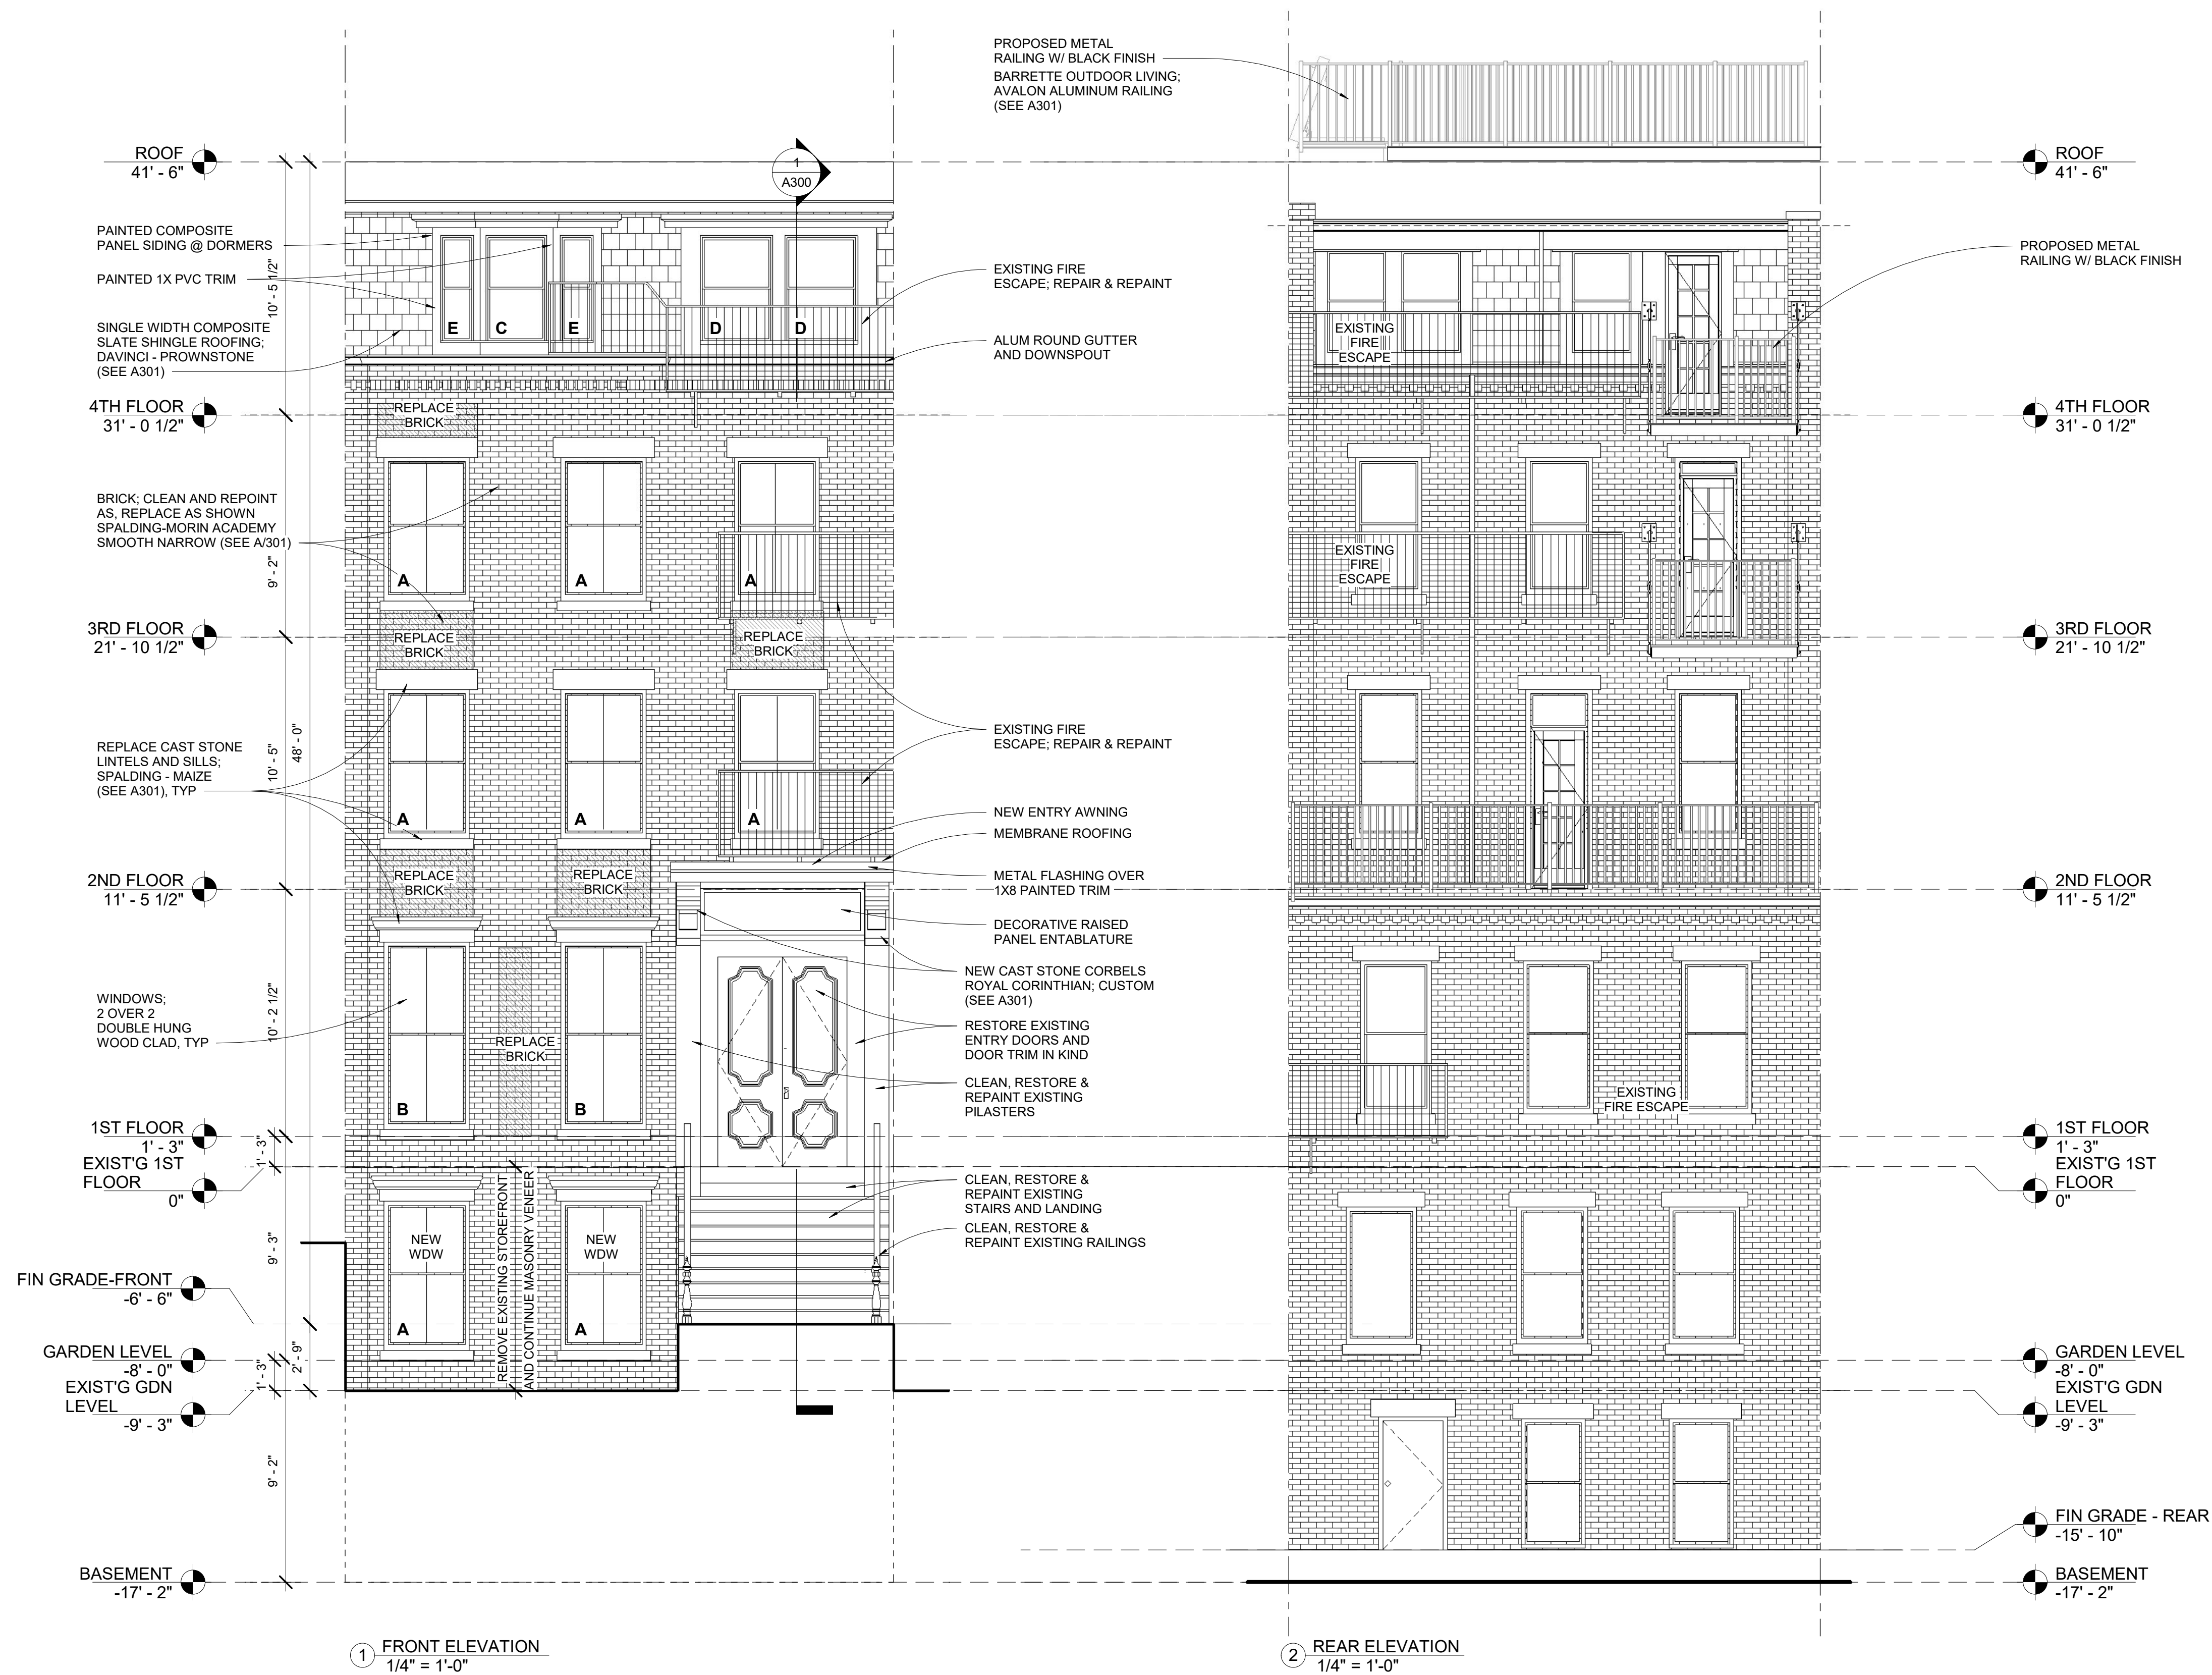 PROPOSED METAL
RAILING W/ BLACK FINISH
BARRETTE OUTDOOR LIVING;
AVALON ALUMINUM RAILING
(SEE A301)
ROOF
41' - 6"
1
A300
ROOF
41' - 6"
PAINTED COMPOSITE
PANEL SIDING @ DORMERS
PAINTED 1X PVC TRIM
SINGLE WIDTH COMPOSITE
SLATE SHINGLE ROOFING;
DAVINCI - PROWNSTONE
(SEE A301)
10' - 5 1/2"
E
C
E
D
D
EXISTING FIRE
ESCAPE; REPAIR & REPAINT
ALUM ROUND GUTTER
AND DOWNSPOUT
EXISTING
FIRE
ESCAPE
PROPOSED METAL
RAILING W/ BLACK FINISH
4TH FLOOR
31' - 0 1/2"
REPLACE
BRICK
4TH FLOOR
31' - 0 1/2"
BRICK; CLEAN AND REPOINT
AS, REPLACE AS SHOWN
SPALDING-MORIN ACADEMY
SMOOTH NARROW (SEE A/301)
9' - 2"
A
A
A
EXISTING
FIRE
ESCAPE
3RD FLOOR
21' - 10 1/2"
REPLACE
BRICK
REPLACE
BRICK
3RD FLOOR
21' - 10 1/2"
REPLACE CAST STONE
LINTELS AND SILLS;
SPALDING - MAIZE
(SEE A301), TYP
10' - 5"
48' - 0"
A
A
A
EXISTING FIRE
ESCAPE; REPAIR & REPAINT
NEW ENTRY AWNING
MEMBRANE ROOFING
METAL FLASHING OVER
1X8 PAINTED TRIM
2ND FLOOR
11' - 5 1/2"
REPLACE
BRICK
REPLACE
BRICK
2ND FLOOR
11' - 5 1/2"
DECORATIVE RAISED
PANEL ENTABLATURE
NEW CAST STONE CORBELS
ROYAL CORINTHIAN; CUSTOM
(SEE A301)
WINDOWS;
2 OVER 2
DOUBLE HUNG
WOOD CLAD, TYP
10' - 2 1/2"
REPLACE
BRICK
B
B
RESTORE EXISTING
ENTRY DOORS AND
DOOR TRIM IN KIND
CLEAN, RESTORE &
REPAINT EXISTING
PILASTERS
EXISTING
FIRE ESCAPE
1ST FLOOR
1' - 3"
EXIST'G 1ST
FLOOR
0"
1' - 3"
1ST FLOOR
1' - 3"
EXIST'G 1ST
FLOOR
0"
CLEAN, RESTORE &
REPAINT EXISTING
STAIRS AND LANDING
CLEAN, RESTORE &
REPAINT EXISTING RAILINGS
9' - 3"
NEW
WDW
NEW
WDW
REMOVE EXISTING STOREFRONT
AND CONTINUE MASONRY VENEER
A
A
FIN GRADE-FRONT
-6' - 6"
GARDEN LEVEL
-8' - 0"
EXIST'G GDN
LEVEL
-9' - 3"
1' - 3"
2' - 9"
GARDEN LEVEL
-8' - 0"
EXIST'G GDN
LEVEL
-9' - 3"
9' - 2"
FIN GRADE - REAR
-15' - 10"
BASEMENT
-17' - 2"
BASEMENT
-17' - 2"
1
FRONT ELEVATION
1/4" = 1'-0"
2
REAR ELEVATION
1/4" = 1'-0"